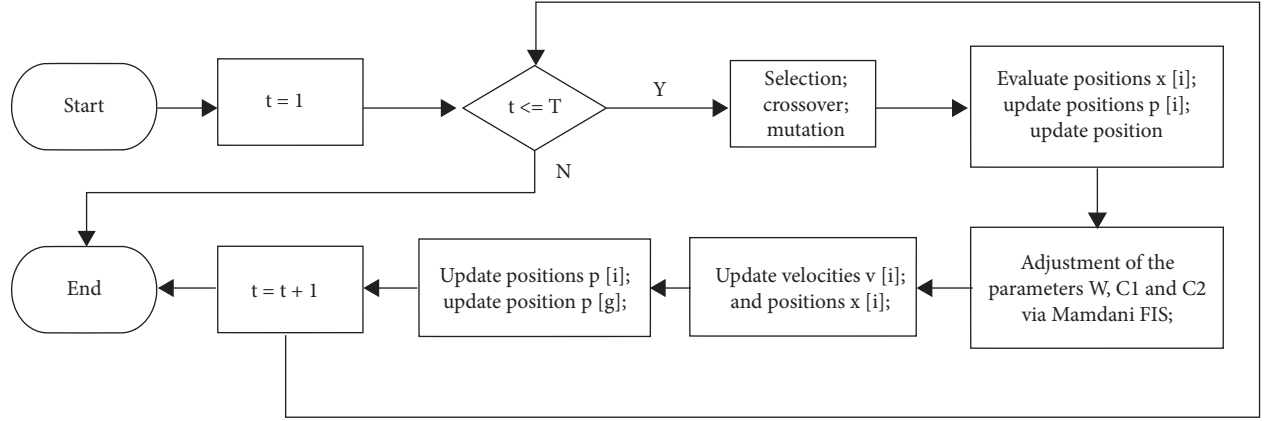 Start
t = 1
t <= T
Y
N
Selection;
crossover;
mutation
Evaluate positions x [i];
update positions p [i];
update position
Adjustment of the
parameters W, C1 and C2
via Mamdani FIS;
Update velocities v [i];
and positions x [i];
Update positions p [i];
update position p [g];
t = t + 1
End